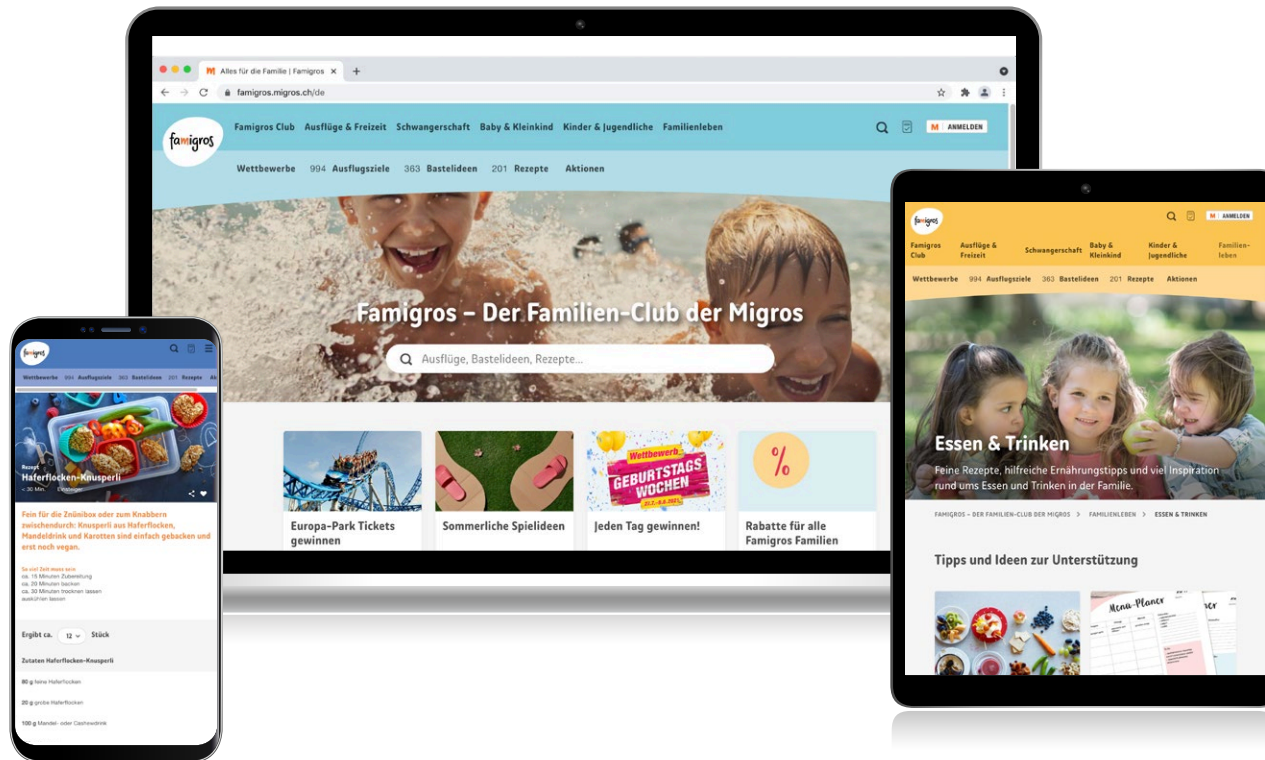 Alles für die Familie | Famigros
famigros.migros.ch/de
famigros
Famigros Club Ausflüge & Freizeit Schwangerschaft Baby & Kleinkind Kinder & Jugendliche Familienleben
M ANMELDEN
Wettbewerbe 994 Ausflugsziele 363 Bastelideen 201 Rezepte Aktionen
Famigros – Der Familien-Club der Migros
Ausflüge, Bastelideen, Rezepte...
Wettbewerb
GEBURTSTAGS
WOCHEN
%
Europa-Park Tickets
gewinnen
Sommerliche Spielideen
Jeden Tag gewinnen!
Rabatte für alle
Famigros Familien
famigros
Wettbewerbe 994 Ausflugsziele 363 Bastelideen 201 Rezepte
Rezept
Haferflocken-Knusperli
< 30 Min. Einsteiger
Fein für die Znünibox oder zum Knabbern
zwischendurch: Knusperli aus Haferflocken,
Mandeldrink und Karotten sind einfach gebacken und
erst noch vegan.
So viel Zeit muss sein
ca. 15 Minuten Zubereitung
ca. 20 Minuten backen
ca. 30 Minuten trocknen lassen
auskühlen lassen
Ergibt ca. 12 Stück
Zutaten Haferflocken-Knusperli
80 g feine Haferflocken
20 g grobe Haferflocken
100 g Mandel- oder Cashewdrink
famigros
M ANMELDEN
Famigros
Club
Ausflüge &
Freizeit
Schwangerschaft
Baby &
Kleinkind
Kinder &
Jugendliche
Familien-
leben
Wettbewerbe 994 Ausflugsziele 363 Bastelideen 201 Rezepte Aktionen
Essen & Trinken
Feine Rezepte, hilfreiche Ernährungstipps und viel Inspiration
rund ums Essen und Trinken in der Familie.
FAMIGROS – DER FAMILIEN-CLUB DER MIGROS > FAMILIENLEBEN > ESSEN & TRINKEN
Tipps und Ideen zur Unterstützung
Menu-Planer